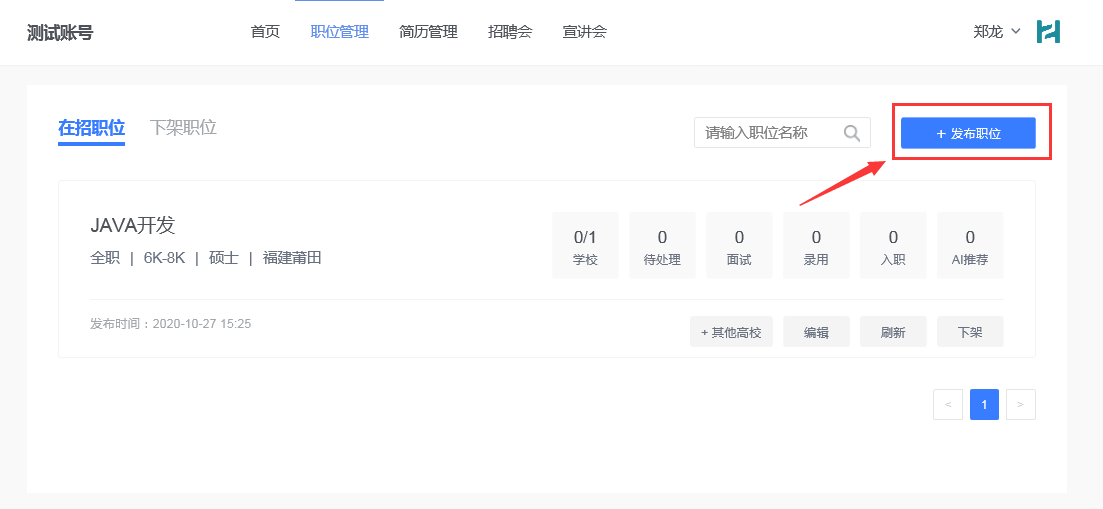 测试账号 首页 职位管理 简历管理 招聘会 宣讲会 郑龙
在招职位 下架职位 请输入职位名称 + 发布职位
JAVA开发
全职 | 6K-8K | 硕士 | 福建莆田
0/1 0 0 0 0 0
学校 待处理 面试 录用 入职 AI推荐
发布时间：2020-10-27 15:25 + 其他高校 编辑 刷新 下架
< 1 >